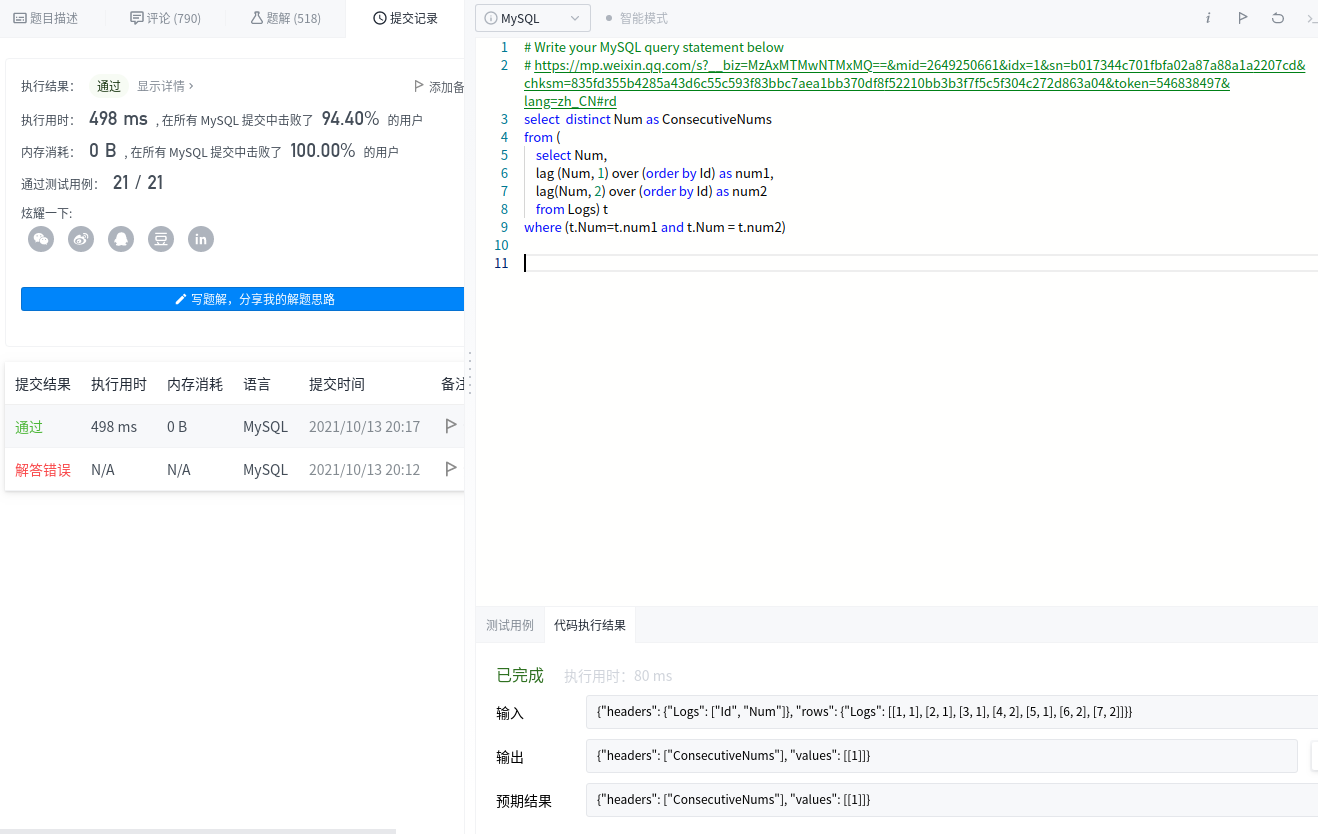 题目描述
评论 (790)
题解 (518)
提交记录
执行结果：
通过
显示详情 ›
添加备
执行用时：
498 ms
, 在所有 MySQL 提交中击败了
94.40%
的用户
内存消耗：
0 B
, 在所有 MySQL 提交中击败了
100.00%
的用户
通过测试用例：
21 / 21
炫耀一下:
豆
in
写题解，分享我的解题思路
提交结果
执行用时
内存消耗
语言
提交时间
备注
通过
498 ms
0 B
MySQL
2021/10/13 20:17
解答错误
N/A
N/A
MySQL
2021/10/13 20:12
MySQL
智能模式
i
1 # Write your MySQL query statement below
2 # https://mp.weixin.qq.com/s?__biz=MzAxMTMwNTMxMQ==&mid=2649250661&idx=1&sn=b017344c701fbfa02a87a88a1a2207cd&
chksm=835fd355b4285a43d6c55c593f83bbc7aea1bb370df8f52210bb3b3f7f5c5f304c272d863a04&token=546838497&
lang=zh_CN#rd
3 select  distinct Num as ConsecutiveNums
4 from (
5 select Num,
6 lag (Num, 1) over (order by Id) as num1,
7 lag(Num, 2) over (order by Id) as num2
8 from Logs) t
9 where (t.Num=t.num1 and t.Num = t.num2)
10
11
测试用例
代码执行结果
已完成
执行用时：80 ms
输入
{"headers": {"Logs": ["Id", "Num"]}, "rows": {"Logs": [[1, 1], [2, 1], [3, 1], [4, 2], [5, 1], [6, 2], [7, 2]]}}
输出
{"headers": ["ConsecutiveNums"], "values": [[1]]}
预期结果
{"headers": ["ConsecutiveNums"], "values": [[1]]}